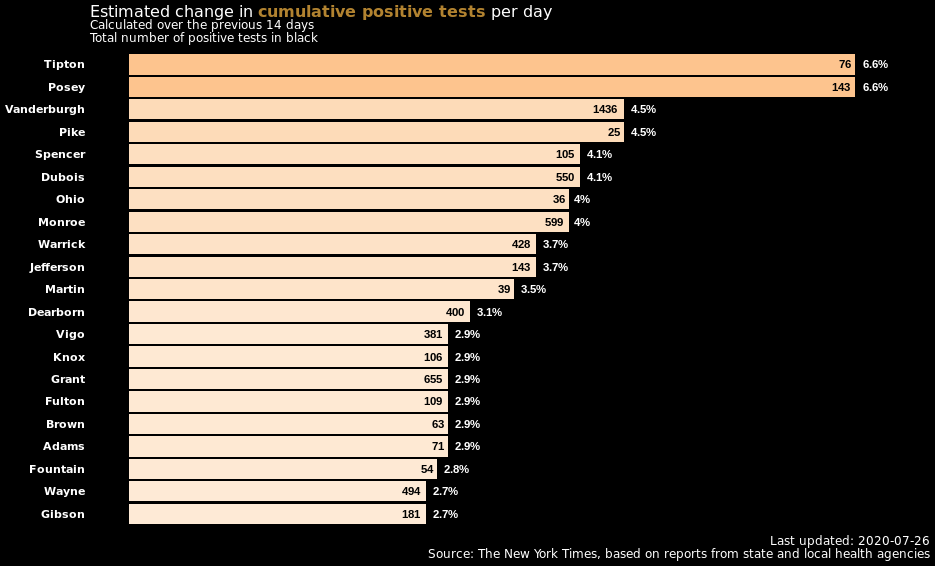 Estimated change in cumulative positive tests per day
Calculated over the previous 14 days
Total number of positive tests in black
Tipton 76 6.6%
Posey 143 6.6%
Vanderburgh 1436 4.5%
Pike 25 4.5%
Spencer 105 4.1%
Dubois 550 4.1%
Ohio 36 4%
Monroe 599 4%
Warrick 428 3.7%
Jefferson 143 3.7%
Martin 39 3.5%
Dearborn 400 3.1%
Vigo 381 2.9%
Knox 106 2.9%
Grant 655 2.9%
Fulton 109 2.9%
Brown 63 2.9%
Adams 71 2.9%
Fountain 54 2.8%
Wayne 494 2.7%
Gibson 181 2.7%
Last updated: 2020-07-26
Source: The New York Times, based on reports from state and local health agencies